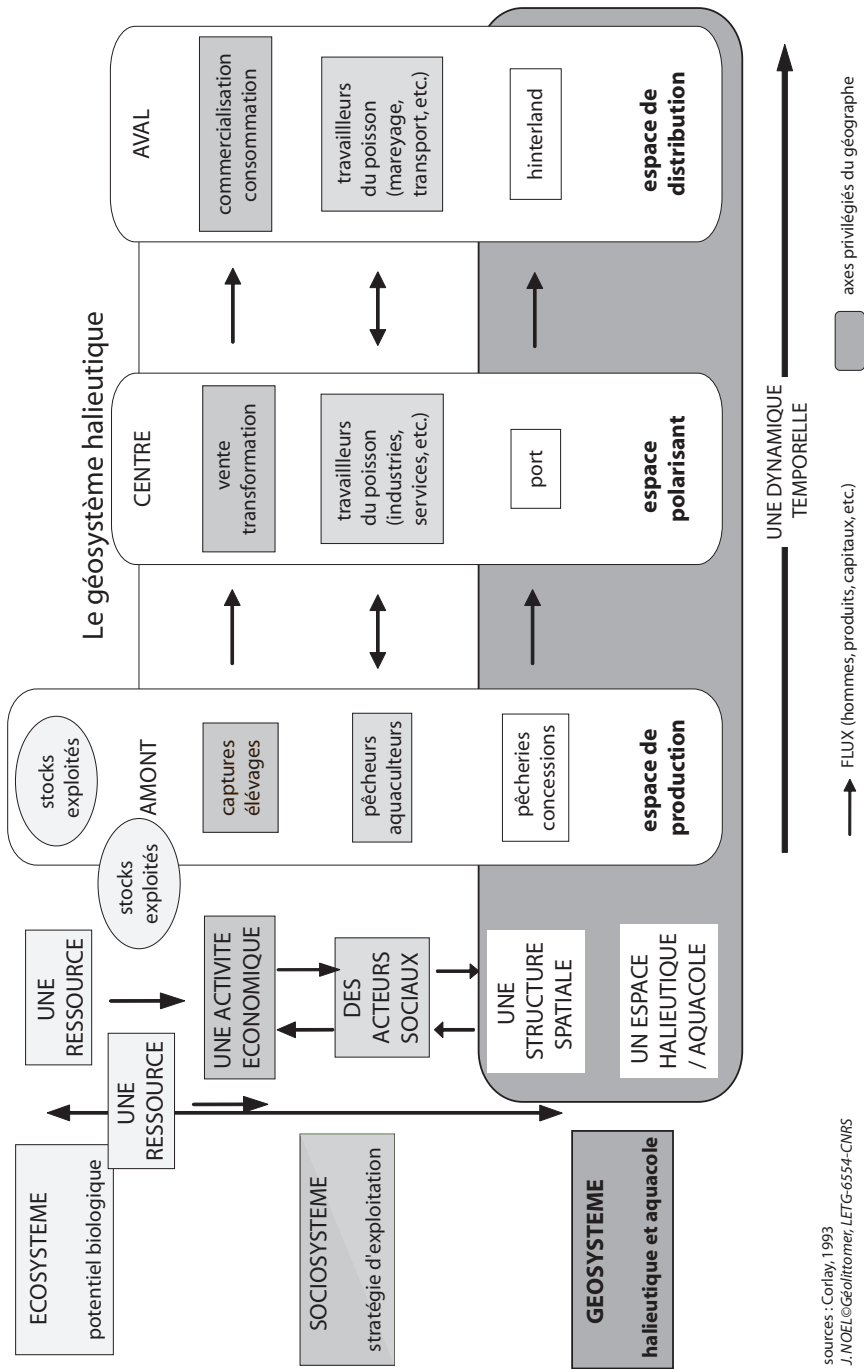 Le géosystème halieutique
ECOSYSTEME
potentiel biologique
UNE
RESSOURCE
UNE
RESSOURCE
stocks
exploités
stocks
exploités
AMONT
CENTRE
AVAL
SOCIOSYSTEME
stratégie d'exploitation
UNE ACTIVITE
ECONOMIQUE
captures
élévages
vente
transformation
commercialisation
consommation
DES
ACTEURS
SOCIAUX
pêcheurs
aquaculteurs
travaillleurs
du poisson
(industries,
services, etc.)
travaillleurs
du poisson
(mareyage,
transport, etc.)
GEOSYSTEME
halieutique et aquacole
UNE
STRUCTURE
SPATIALE
pêcheries
concessions
port
hinterland
UN ESPACE
HALIEUTIQUE
/ AQUACOLE
espace de
production
espace
polarisant
espace de
distribution
UNE DYNAMIQUE
TEMPORELLE
FLUX (hommes, produits, capitaux, etc.)
axes privilégiés du géographe
sources : Corlay, 1993
J. NOEL©Géolittomer, LETG-6554-CNRS